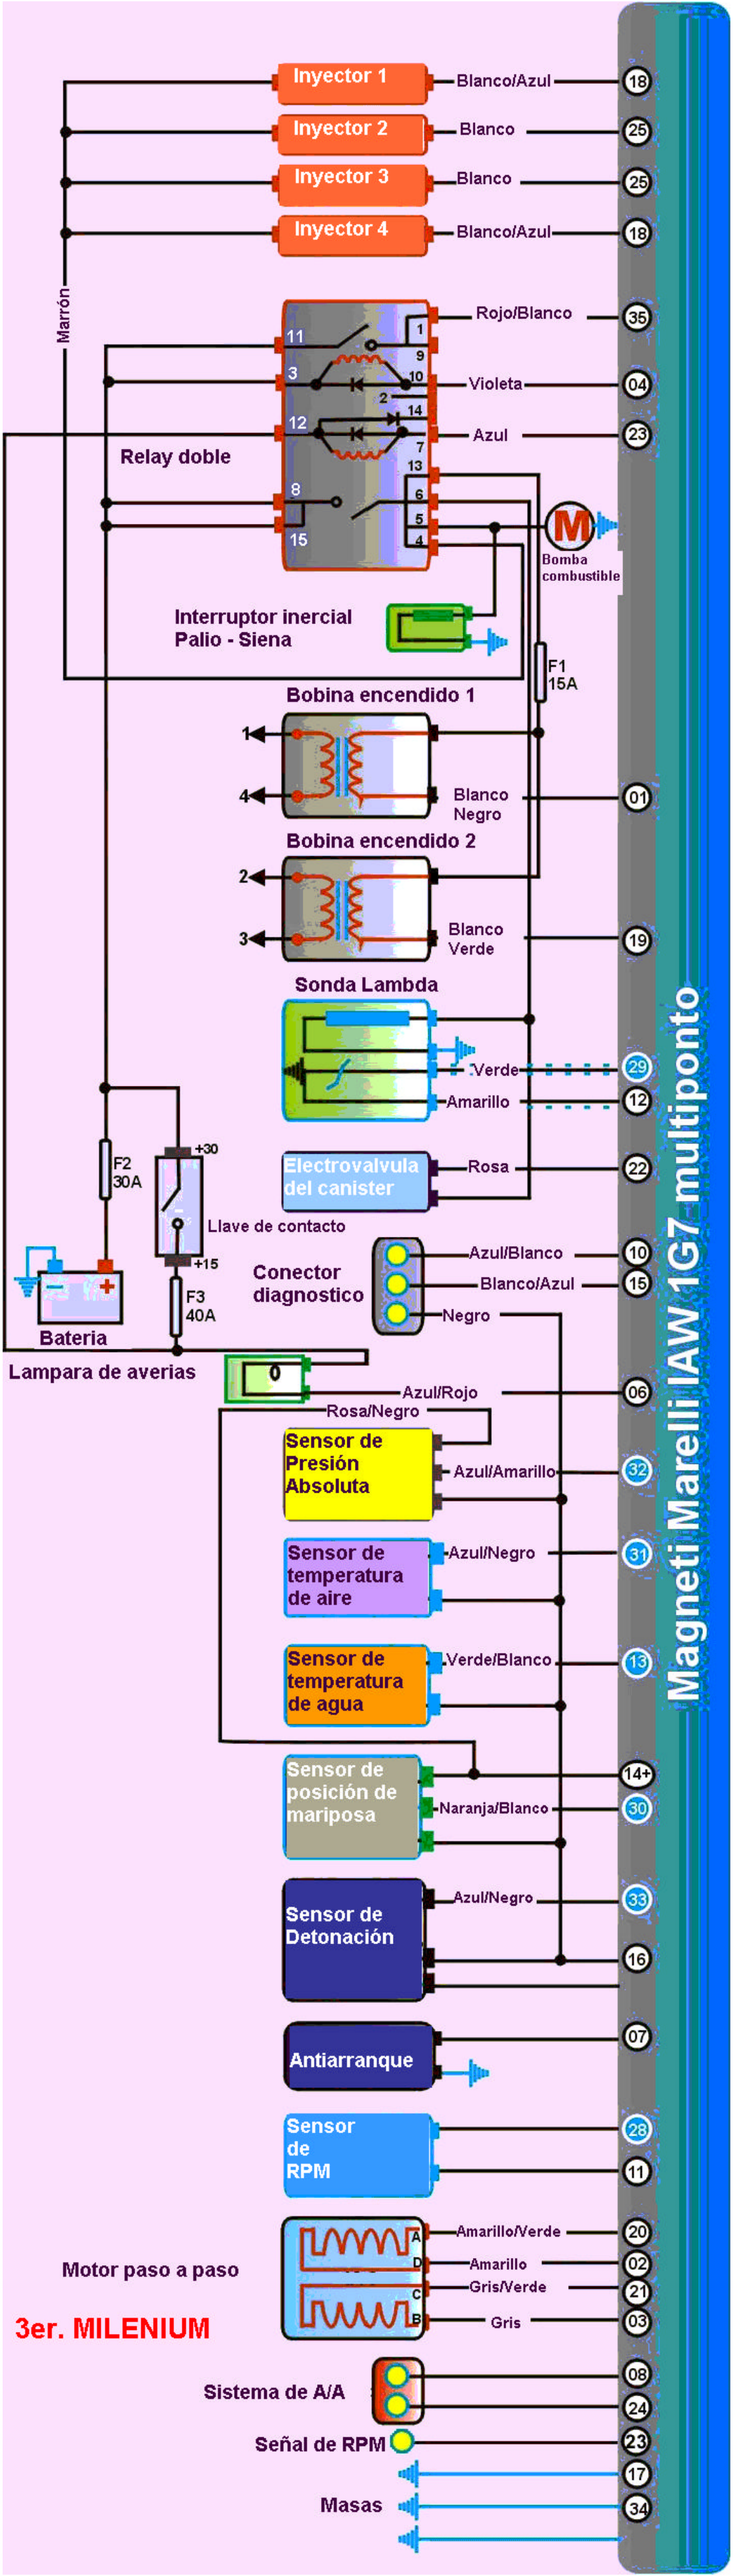 Inyector 1
Blanco/Azul
18
Inyector 2
Blanco
25
Inyector 3
Blanco
25
Inyector 4
Blanco/Azul
18
Marrón
Rojo/Blanco
35
11
1
9
3
10
Violeta
04
2
14
12
Azul
23
7
Relay doble
13
8
6
5
15
4
M
Bomba
combustible
Interruptor inercial
Palio - Siena
F1
15A
Bobina encendido 1
1
4
Blanco
Negro
01
Bobina encendido 2
2
3
Blanco
Verde
19
Sonda Lambda
Verde
29
Amarillo
12
Electrovalvula
del canister
Rosa
22
F2
30A
+30
Llave de contacto
+15
F3
40A
- +
Bateria
Conector
diagnostico
Azul/Blanco
10
Blanco/Azul
15
Negro
Lampara de averias
0
Azul/Rojo
06
Rosa/Negro
Sensor de
Presión
Absoluta
Azul/Amarillo
32
Sensor de
temperatura
de aire
Azul/Negro
31
Sensor de
temperatura
de agua
Verde/Blanco
13
Sensor de
posición de
mariposa
14+
Naranja/Blanco
30
Sensor de
Detonación
Azul/Negro
33
16
Antiarranque
07
Sensor
de
RPM
28
11
Motor paso a paso
A
Amarillo/Verde
20
D
Amarillo
02
C
Gris/Verde
21
B
Gris
03
3er. MILENIUM
Sistema de A/A
08
24
Señal de RPM
23
17
Masas
34
Magneti Marelli IAW 1G7 multiponto